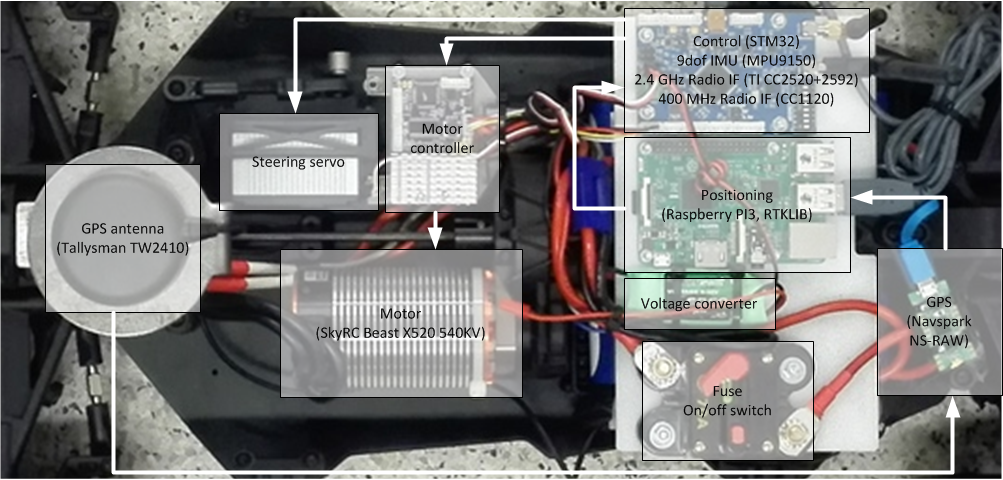 Control (STM32)
9dof IMU (MPU9150)
2.4 GHz Radio IF (TI CC2520+2592)
400 MHz Radio IF (CC1120)
Motor
controller
Steering servo
Positioning
(Raspberry PI3, RTKLIB)
GPS antenna
(Tallysman TW2410)
Motor
(SkyRC Beast X520 540KV)
Voltage converter
GPS
(Navspark
NS-RAW)
Fuse
On/off switch